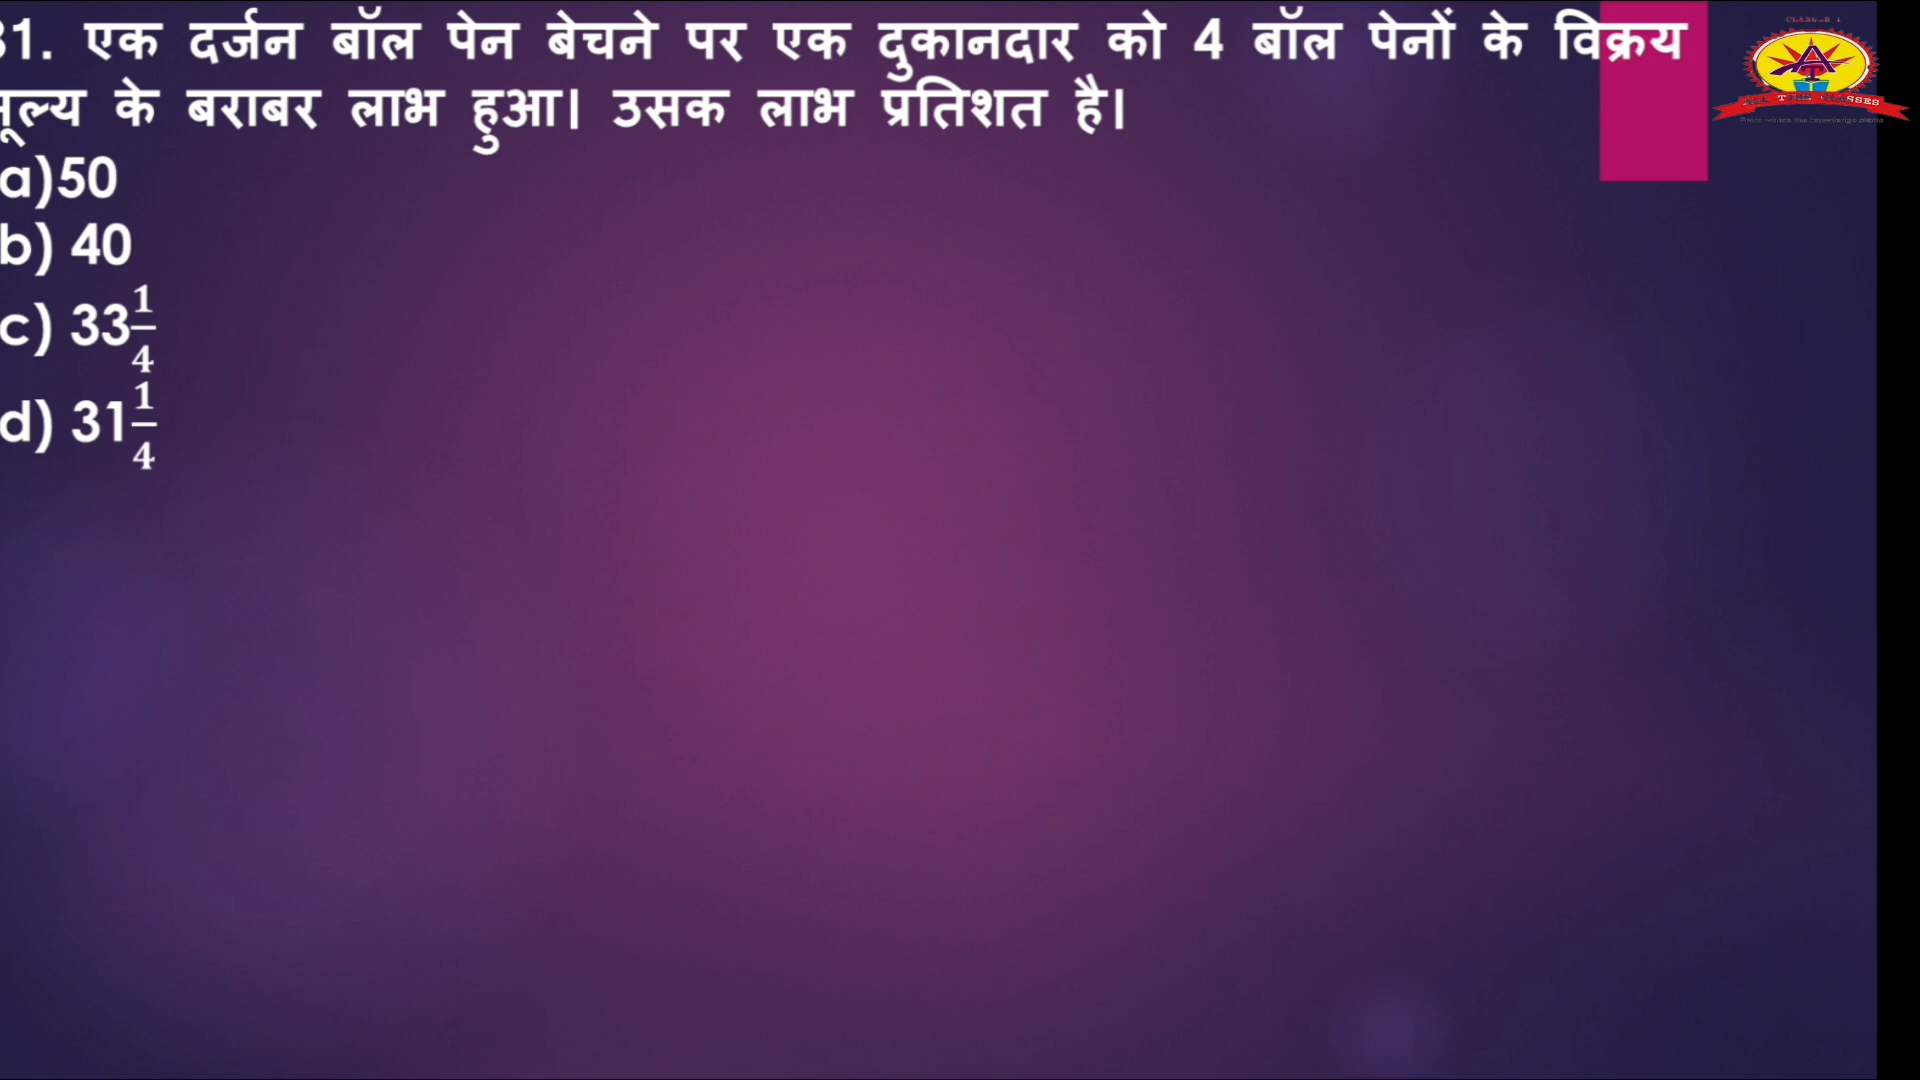 31. एक दर्जन बॉल पेन बेचने पर एक दुकानदार को 4 बॉल पेनों के विक्रय
मूल्य के बराबर लाभ हुआ। उसक लाभ प्रतिशत है।
a)50
b) 40
c) 33 1/4
d) 31 1/4